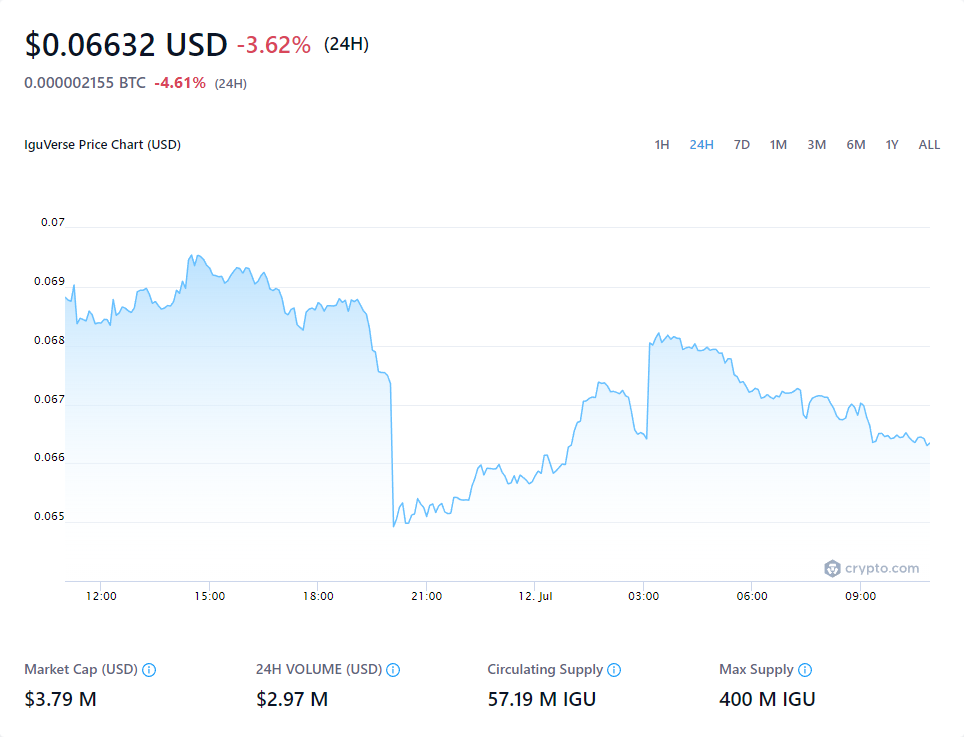 $0.06632 USD -3.62% (24H)
0.000002155 BTC -4.61% (24H)
IguVerse Price Chart (USD) 1H 24H 7D 1M 3M 6M 1Y ALL
0.07
0.069
0.068
0.067
0.066
0.065
crypto.com
12:00 15:00 18:00 21:00 12. Jul 03:00 06:00 09:00
Market Cap (USD) 24H VOLUME (USD) Circulating Supply Max Supply
$3.79 M $2.97 M 57.19 M IGU 400 M IGU